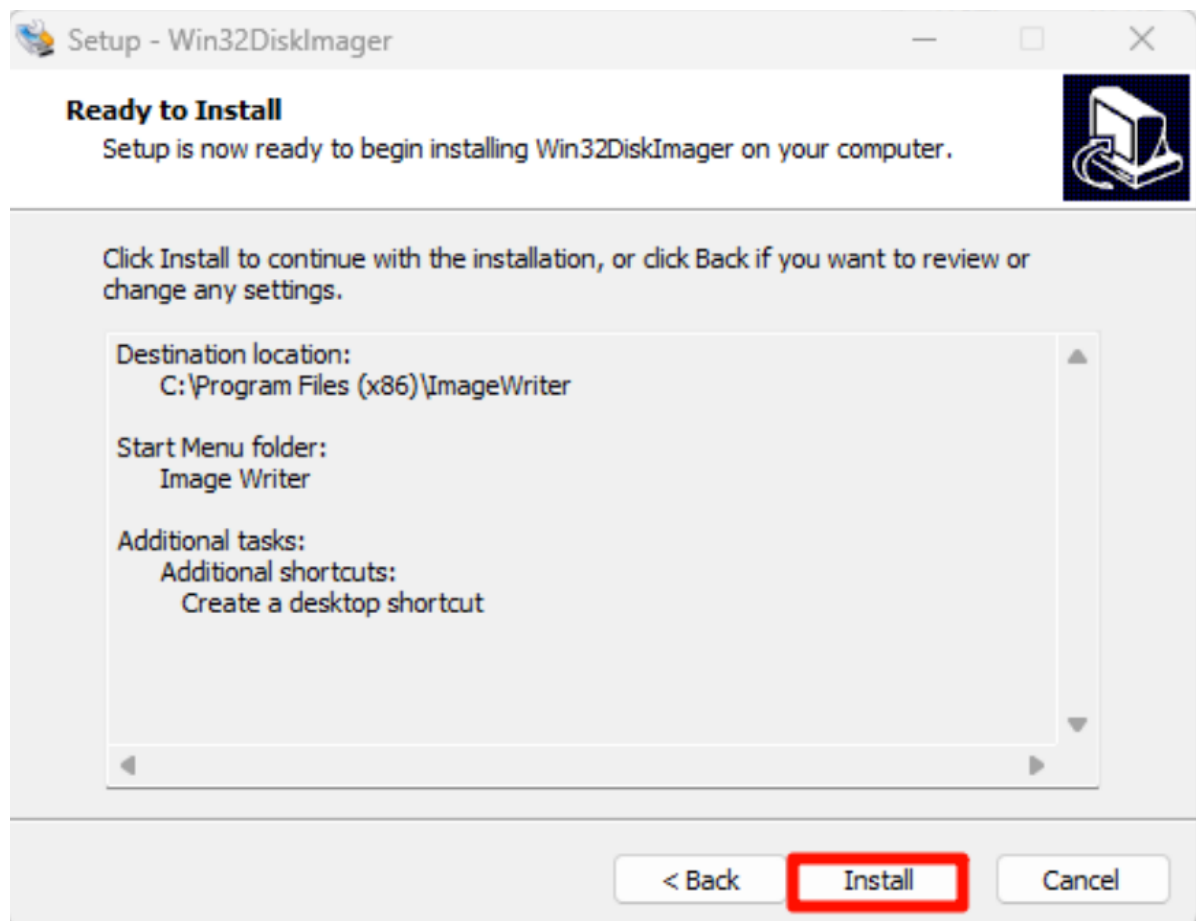 Setup - Win32DiskImager
Ready to Install
Setup is now ready to begin installing Win32DiskImager on your computer.
Click Install to continue with the installation, or click Back if you want to review or
change any settings.
Destination location:
C:\Program Files (x86)\ImageWriter
Start Menu folder:
Image Writer
Additional tasks:
Additional shortcuts:
Create a desktop shortcut
< Back
Install
Cancel